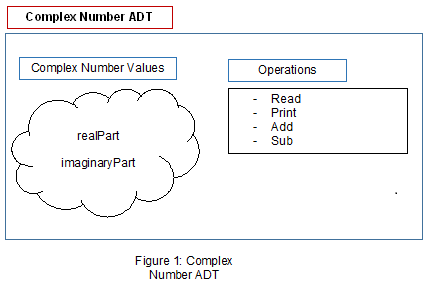 Complex Number ADT
Complex Number Values
Operations
realPart
imaginaryPart
- Read
- Print
- Add
- Sub
.
Figure 1: Complex
Number ADT